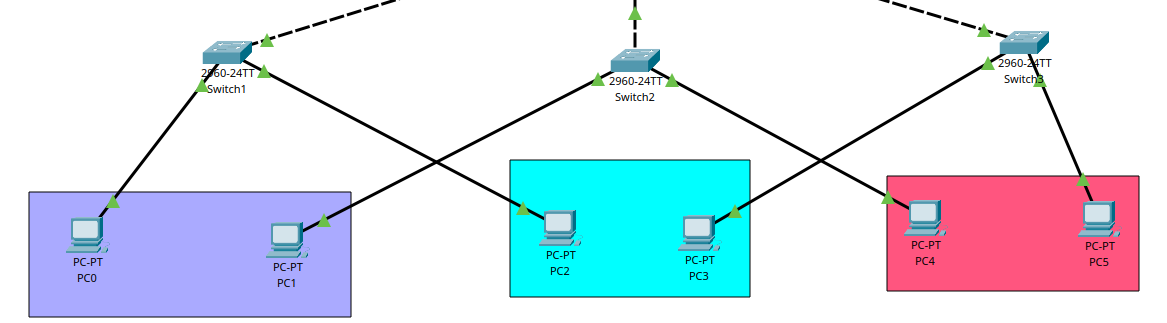 2960-24TT
Switch1
2960-24TT
Switch2
2960-24TT
Switch3
PC-PT
PC0
PC-PT
PC1
PC-PT
PC2
PC-PT
PC3
PC-PT
PC4
PC-PT
PC5